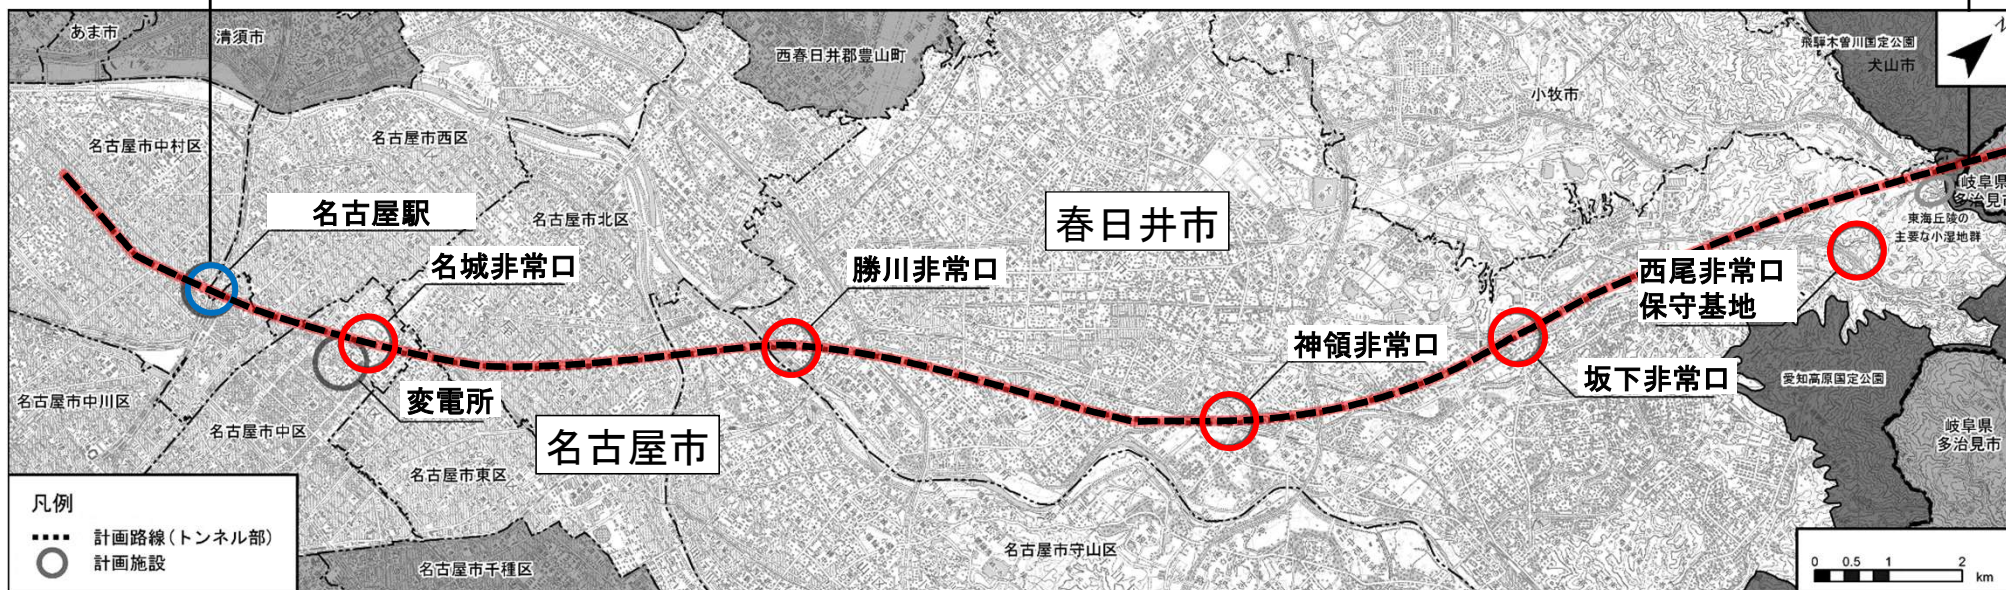 あま市
清須市
西春日井郡豊山町
飛騨木曽川国定公園
犬山市
小牧市
名古屋市中村区
名古屋市西区
名古屋駅
名古屋市北区
春日井市
岐阜県
多治見市
東海丘陵の
主要な小湿地群
名城非常口
勝川非常口
西尾非常口
保守基地
神領非常口
坂下非常口
愛知高原国定公園
変電所
名古屋市中川区
名古屋市中区
名古屋市
岐阜県
多治見市
名古屋市東区
名古屋市守山区
名古屋市千種区
凡例
計画路線(トンネル部)
計画施設
0 0.5 1 2
km